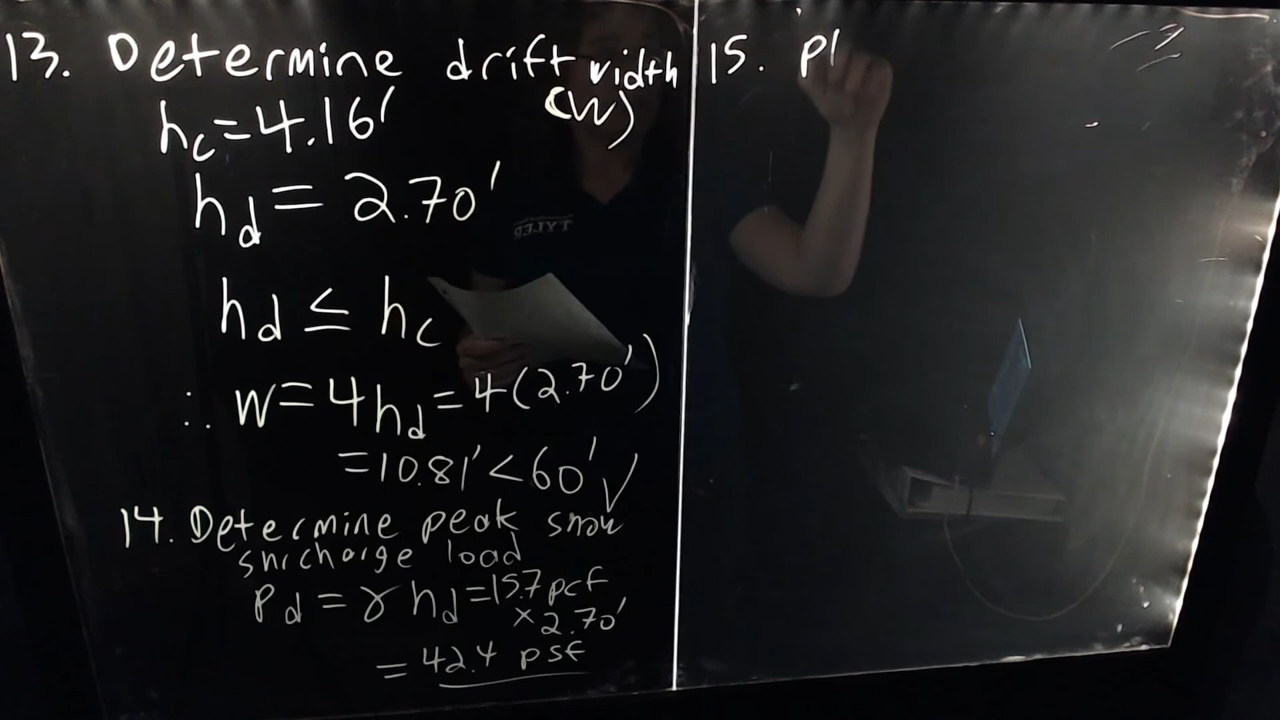 13. Determine drift width
(W)
hc = 4.16'
hd = 2.70'
hd ≤ hc
∴ W = 4hd = 4(2.70')
= 10.81' < 60' ✓
14. Determine peak snow
surcharge load
Pd = γ hd = 15.7 pcf
× 2.70'
= 42.4 psf
15. Pl